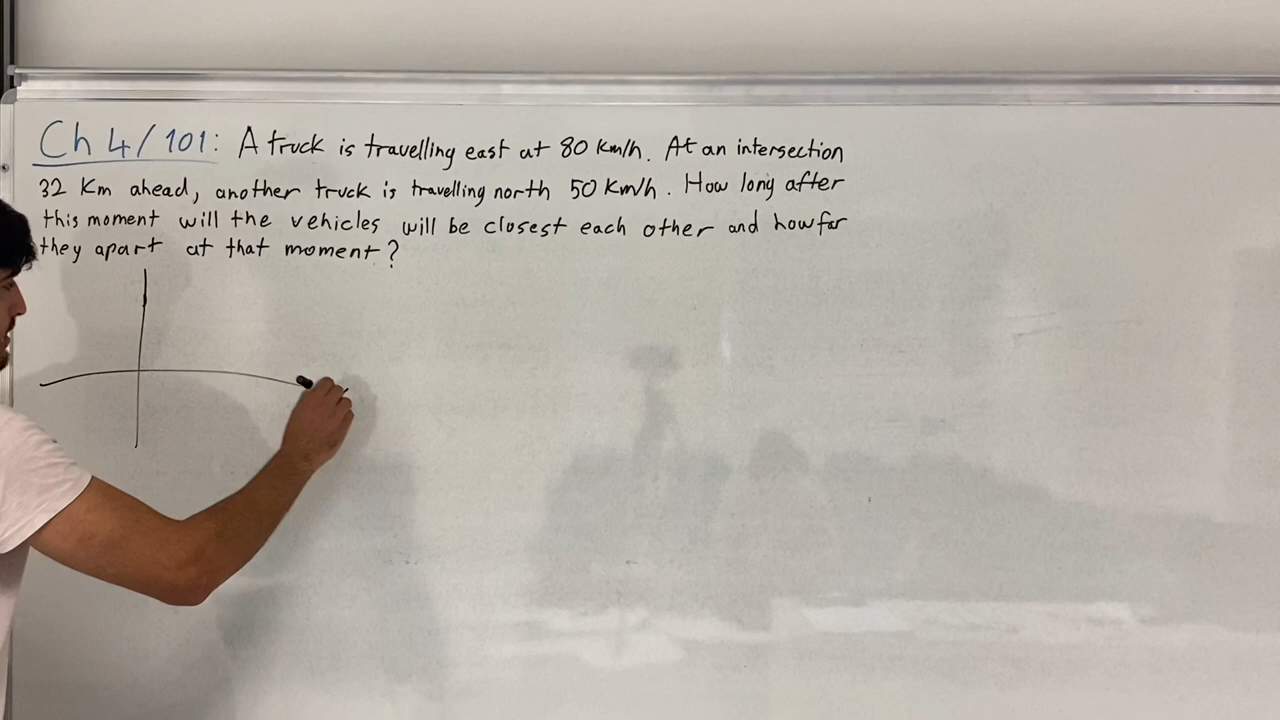 Ch 4/101: A truck is travelling east at 80 km/h. At an intersection
32 Km ahead, another truck is travelling north 50 Km/h. How long after
this moment will the vehicles will be closest each other and how far
they apart at that moment?